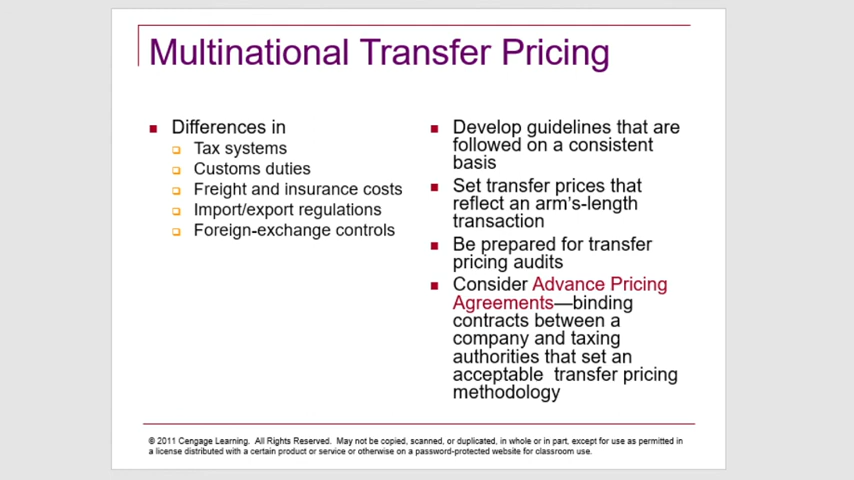 Multinational Transfer Pricing
Differences in
Tax systems
Customs duties
Freight and insurance costs
Import/export regulations
Foreign-exchange controls
Develop guidelines that are
followed on a consistent
basis
Set transfer prices that
reflect an arm's-length
transaction
Be prepared for transfer
pricing audits
Consider Advance Pricing
Agreements—binding
contracts between a
company and taxing
authorities that set an
acceptable  transfer pricing
methodology
© 2011 Cengage Learning.  All Rights Reserved.  May not be copied, scanned, or duplicated, in whole or in part, except for use as permitted in
a license distributed with a certain product or service or otherwise on a password-protected website for classroom use.